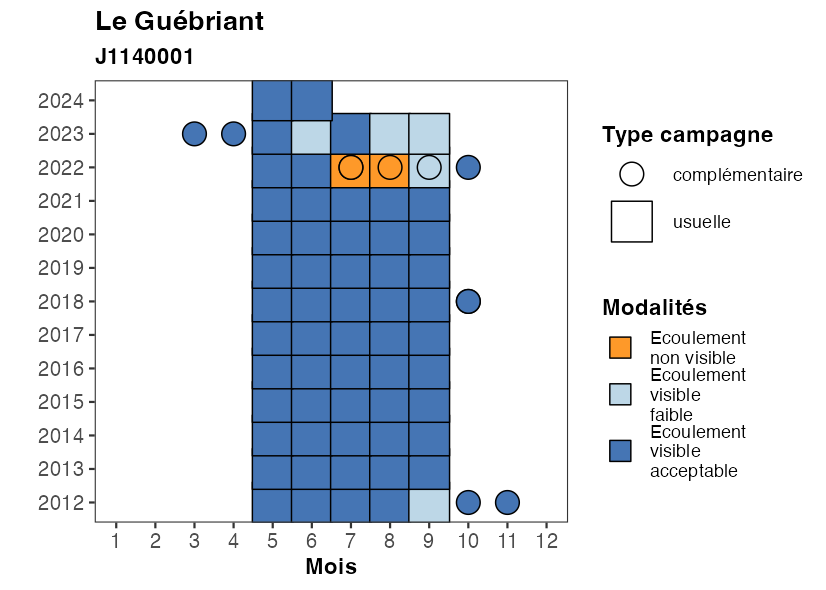 Le Guébriant
J1140001
2024
2023
2022
2021
2020
2019
2018
2017
2016
2015
2014
2013
2012
1 2 3 4 5 6 7 8 9 10 11 12
Mois
Type campagne
complémentaire
usuelle
Modalités
Ecoulement
non visible
Ecoulement
visible
faible
Ecoulement
visible
acceptable